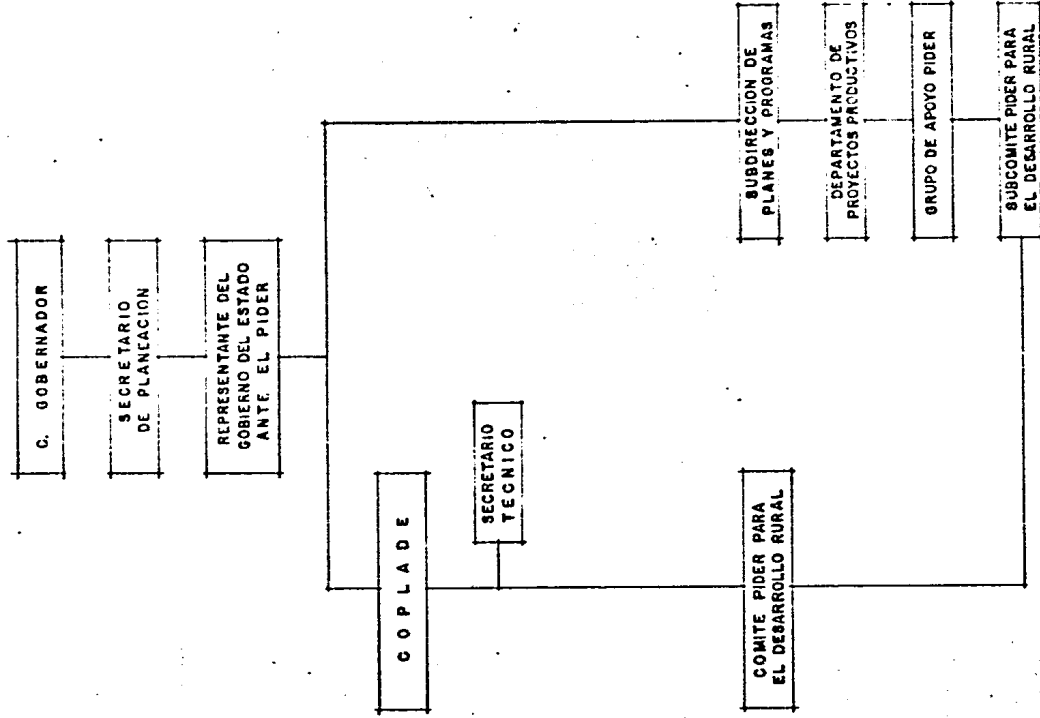 C. GOBERNADOR
SECRETARIO
DE PLANEACION
REPRESENTANTE DEL
GOBIERNO DEL ESTADO
ANTE EL PIDER
COPLADE
SECRETARIO
TECNICO
COMITE PIDER PARA
EL DESARROLLO RURAL
SUBDIRECCION DE
PLANES Y PROGRAMAS
DEPARTAMENTO DE
PROYECTOS PRODUCTIVOS
GRUPO DE APOYO PIDER
SUBCOMITE PIDER PARA
EL DESARROLLO RURAL